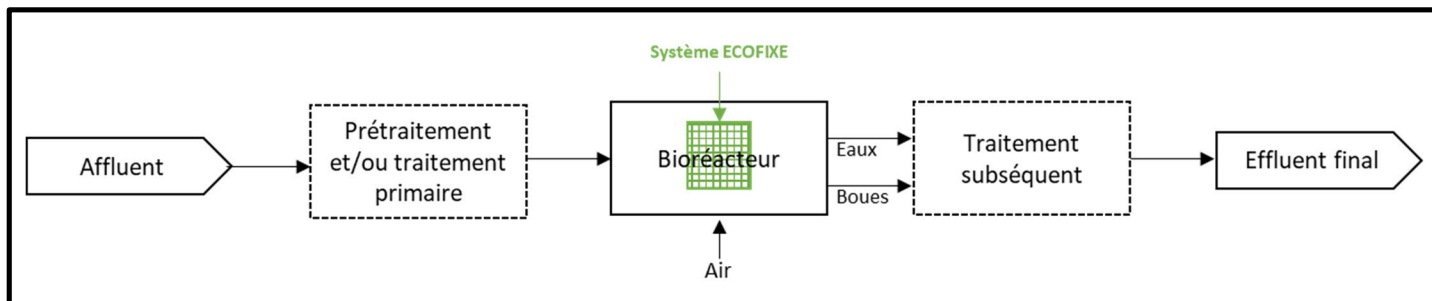 Système ECOFIXE
Affluent
Prétraitement
et/ou traitement
primaire
Bioréacteur
Eaux
Boues
Air
Traitement
subséquent
Effluent final